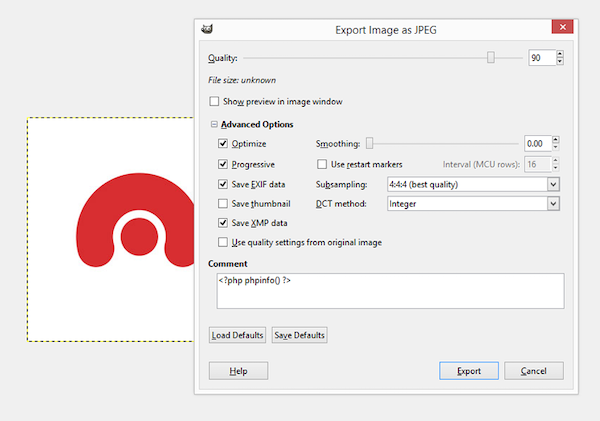 Export Image as JPEG
Quality: 90
File size: unknown
Show preview in image window
Advanced Options
Optimize Smoothing: 0.00
Progressive Use restart markers Interval (MCU rows): 16
Save EXIF data Subsampling: 4:4:4 (best quality)
Save thumbnail DCT method: Integer
Save XMP data
Use quality settings from original image
Comment
<?php phpinfo() ?>
Load Defaults Save Defaults
Help Export Cancel